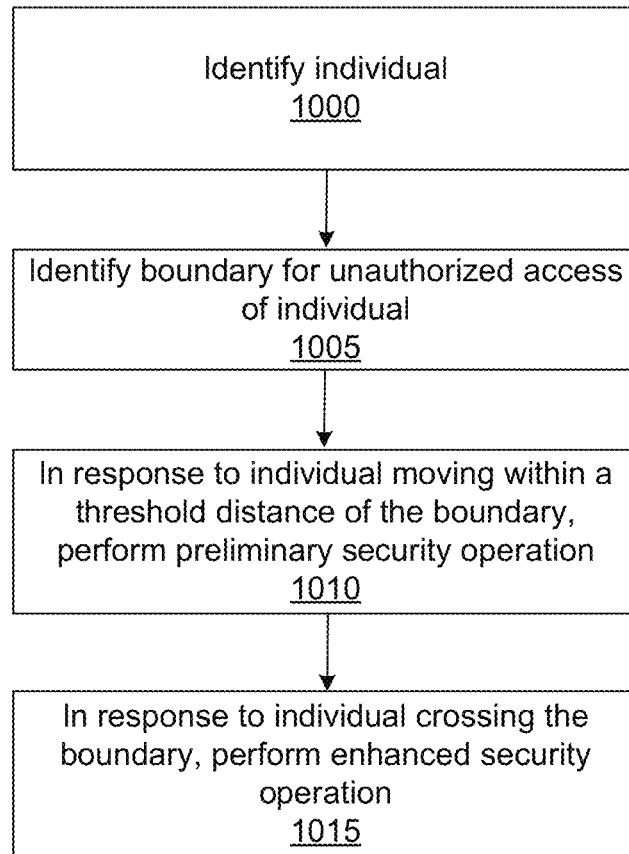 Identify individual
1000
Identify boundary for unauthorized access
of individual
1005
In response to individual moving within a
threshold distance of the boundary,
perform preliminary security operation
1010
In response to individual crossing the
boundary, perform enhanced security
operation
1015